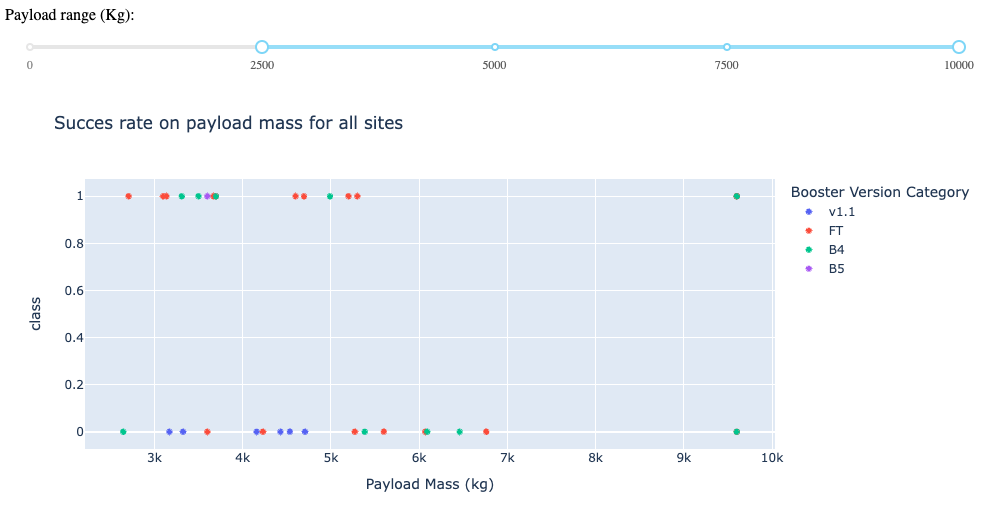 Payload range (Kg):
0 2500 5000 7500 10000
Succes rate on payload mass for all sites
Booster Version Category
v1.1
FT
B4
B5
1
0.8
0.6
0.4
0.2
0
class
3k 4k 5k 6k 7k 8k 9k 10k
Payload Mass (kg)